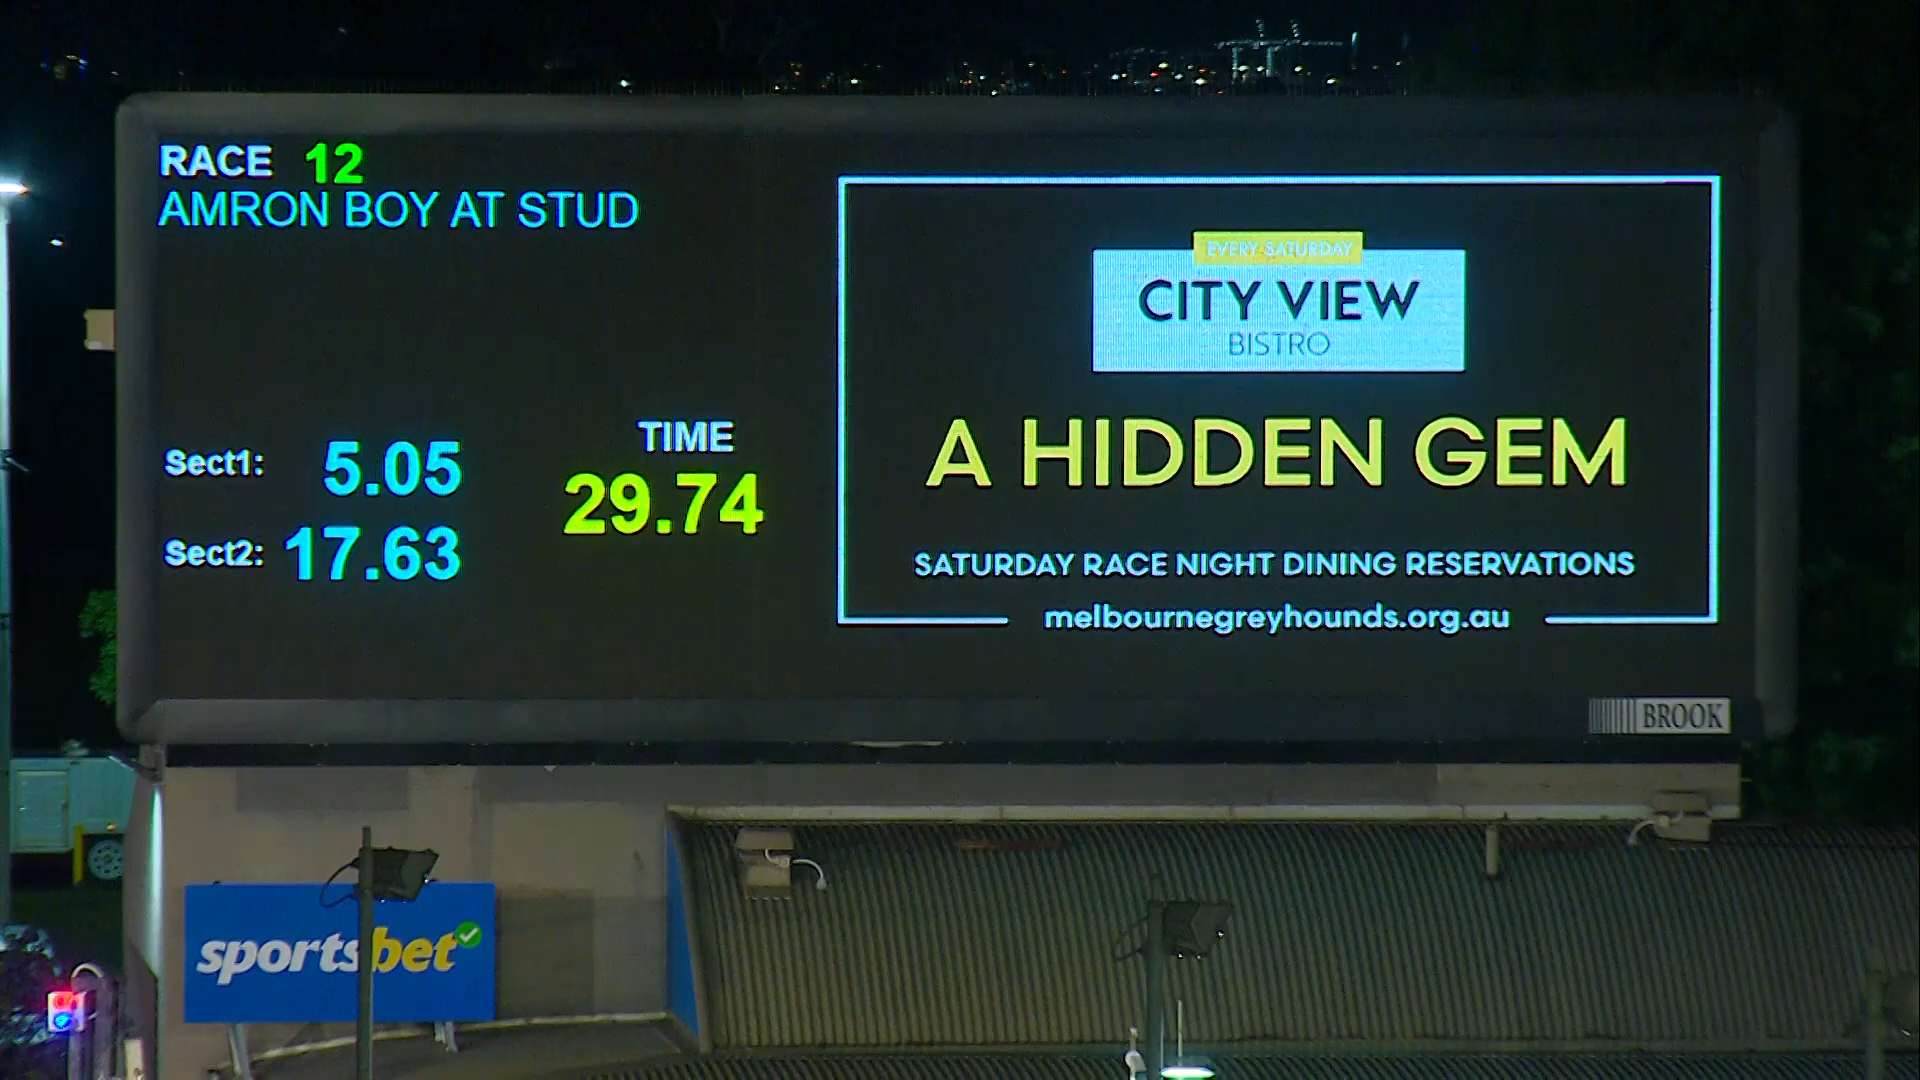 RACE 12
AMRON BOY AT STUD
Sect1: 5.05
Sect2: 17.63
TIME
29.74
EVERY SATURDAY
CITY VIEW
BISTRO
A HIDDEN GEM
SATURDAY RACE NIGHT DINING RESERVATIONS
melbournegreyhounds.org.au
BROOK
sportsbet